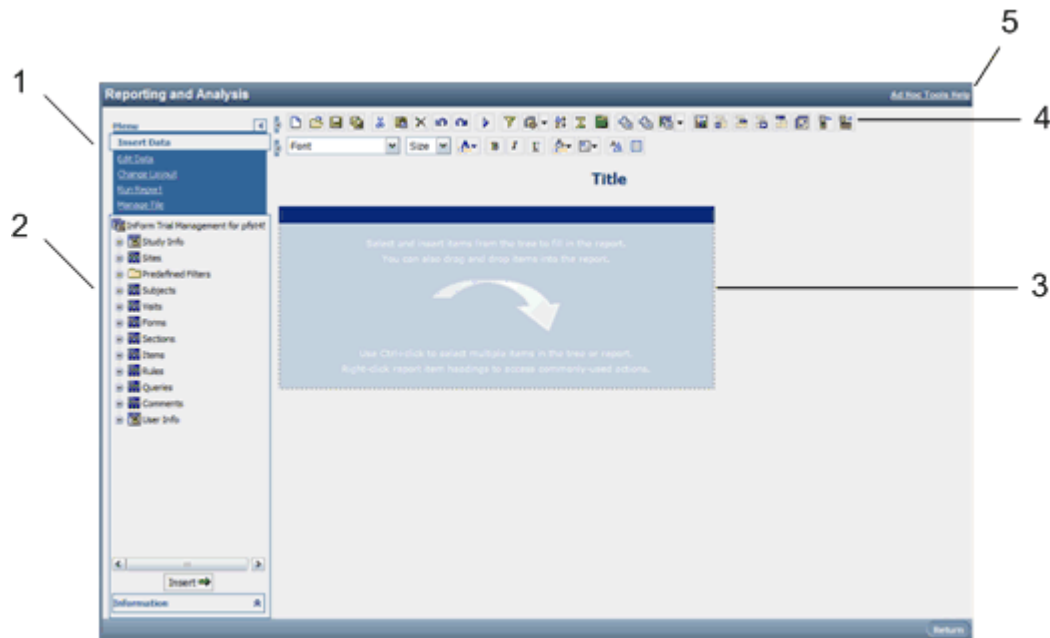 5
1
Reporting and Analysis
Ad Hoc Tools Help
4
Menu
Insert Data
Font
Size
A
B
I
U
Edit Data
Change Layout
Title
Run Report
Manage File
2
InForm Trial Management for pfst45
Study Info
Select and insert items from the tree to fill in the report.
Sites
You can also drag and drop items into the report.
Predefined Filters
Subjects
3
Visits
Forms
Sections
Use Ctrl+click to select multiple items in the tree or report.
Items
Right-click report item headings to access commonly-used actions.
Rules
Queries
Comments
User Info
Insert
Information
Return